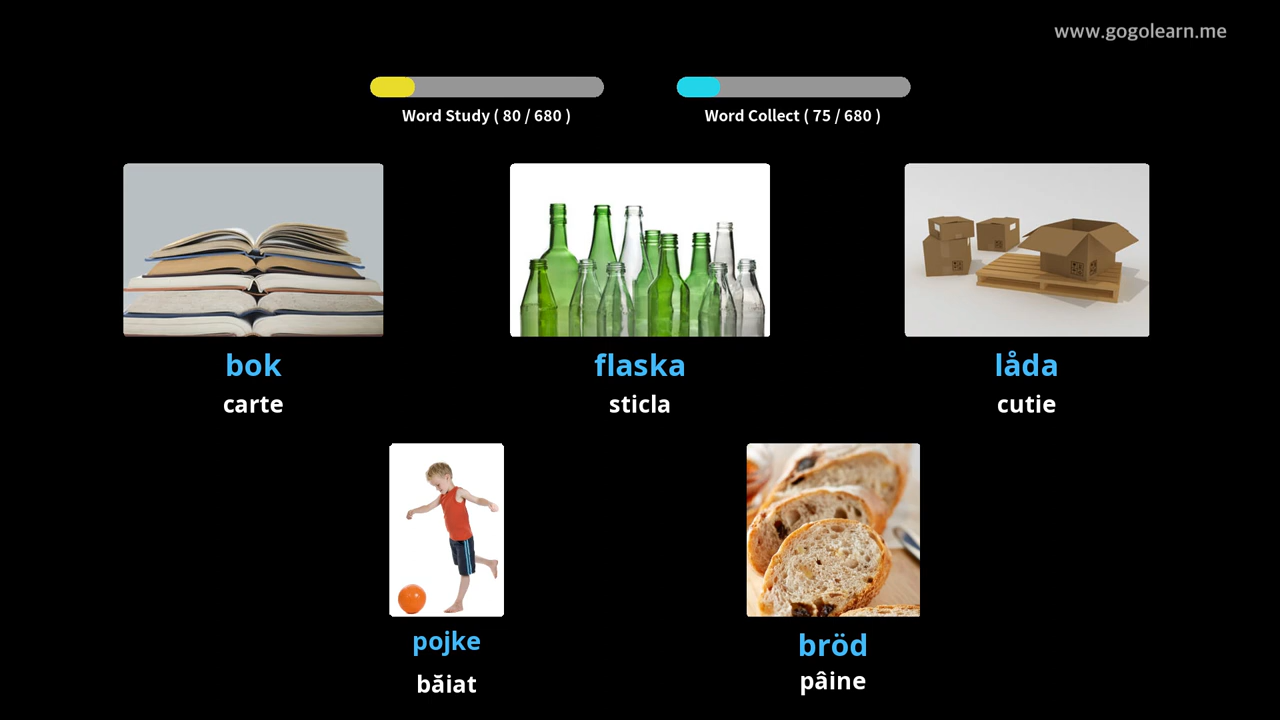 www.gogolearn.me
Word Study ( 80 / 680 )
Word Collect ( 75 / 680 )
bok
carte
flaska
sticla
låda
cutie
pojke
băiat
bröd
pâine